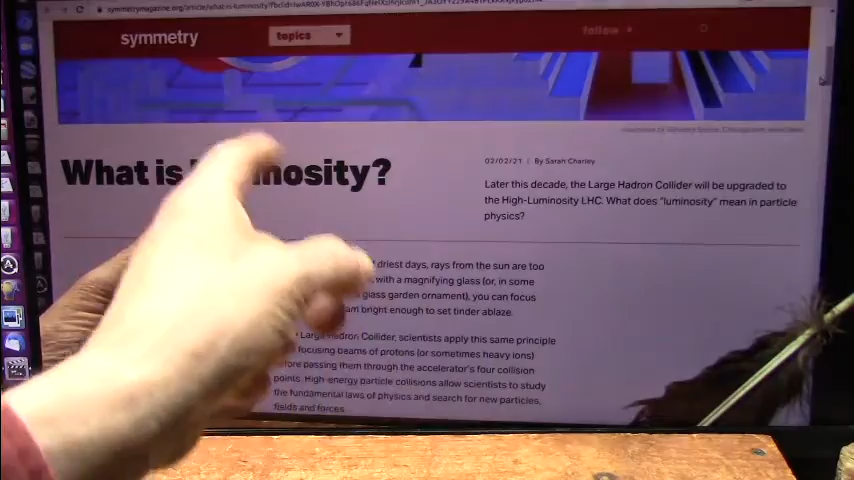 symmetry
topics
follow
What is
02/02/21 | By Sarah Charley
Later this decade, the Large Hadron Collider will be upgraded to
the High-Luminosity LHC. What does "luminosity" mean in particle
physics?
driest days, rays from the sun are too
with a magnifying glass (or, in some
glass garden ornament), you can focus
bright enough to set tinder ablaze.
Large Hadron Collider, scientists apply this same principle
focusing beams of protons (or sometimes heavy ions)
before passing them through the accelerator's four collision
points. High-energy particle collisions allow scientists to study
the fundamental laws of physics and search for new particles,
fields and forces.